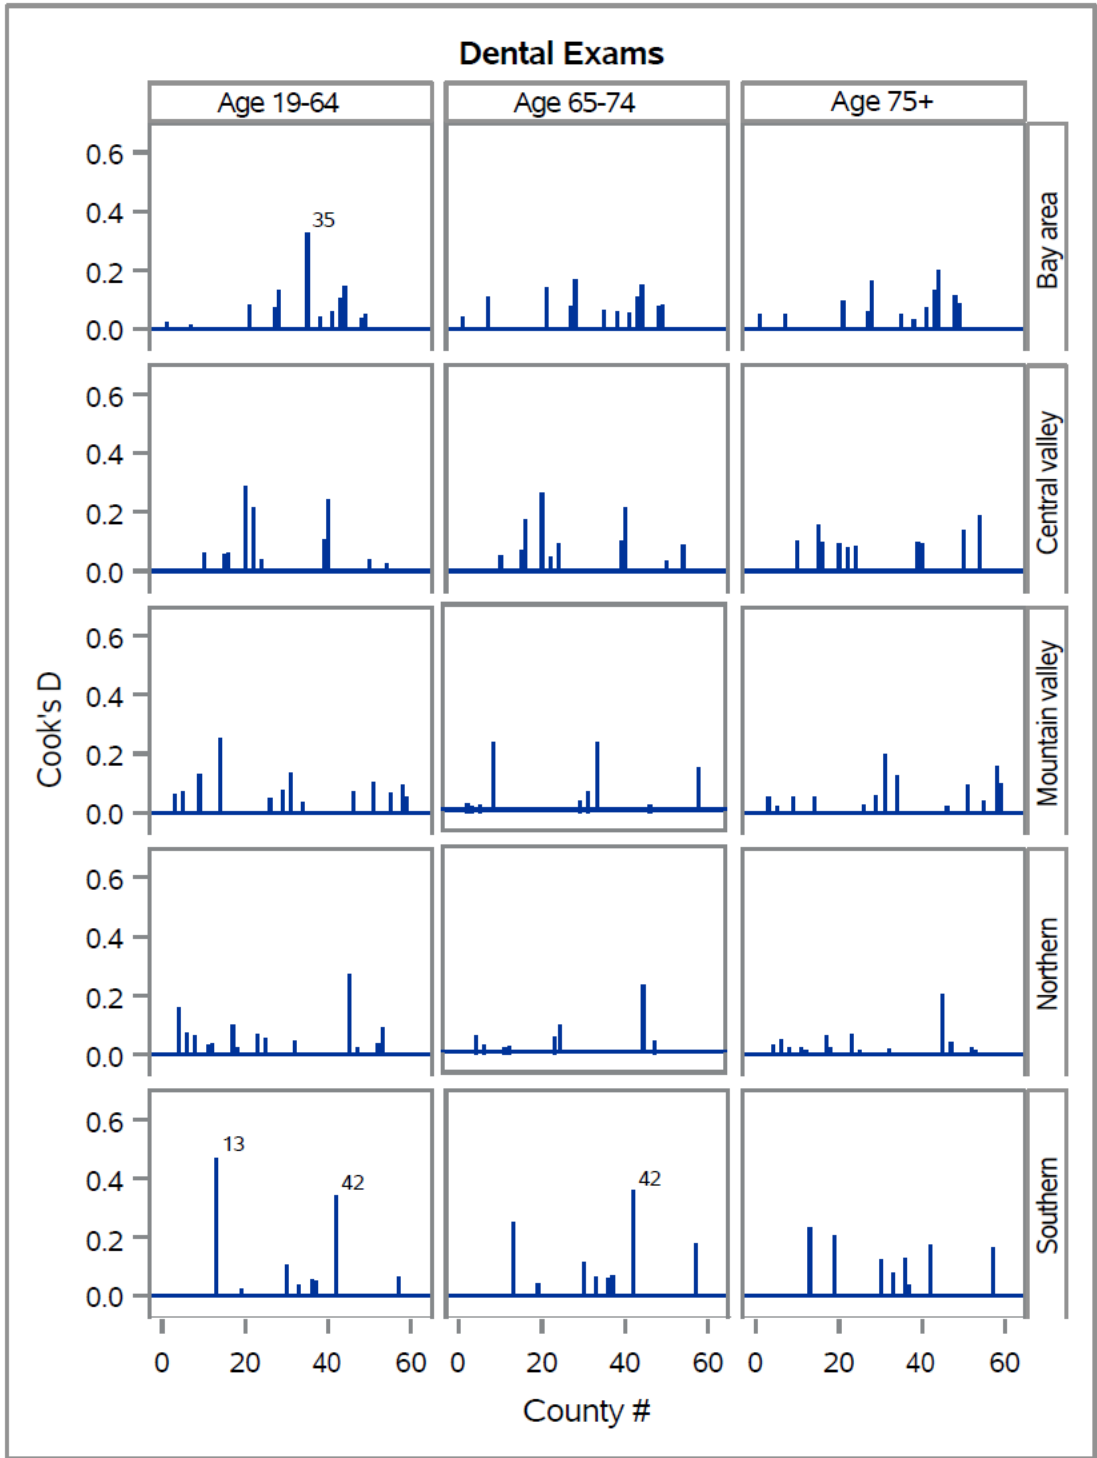 Dental Exams
Age 19-64
Age 65-74
Age 75+
0.6
0.4
0.2
0.0
35
Bay area
0.6
0.4
0.2
0.0
Central valley
Cook's D
0.6
0.4
0.2
0.0
Mountain valley
0.6
0.4
0.2
0.0
Northern
0.6
0.4
0.2
0.0
13
42
42
Southern
0 20 40 60
0 20 40 60
0 20 40 60
County #